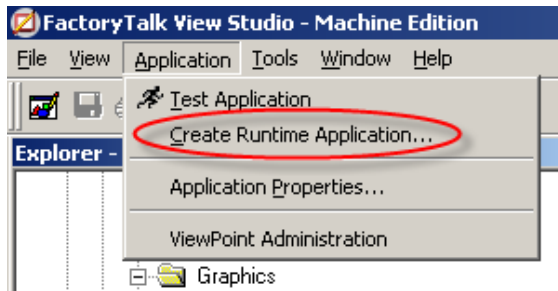 FactoryTalk View Studio - Machine Edition
File View Application Tools Window Help
Test Application
Create Runtime Application...
Explorer -
Application Properties...
ViewPoint Administration
Graphics